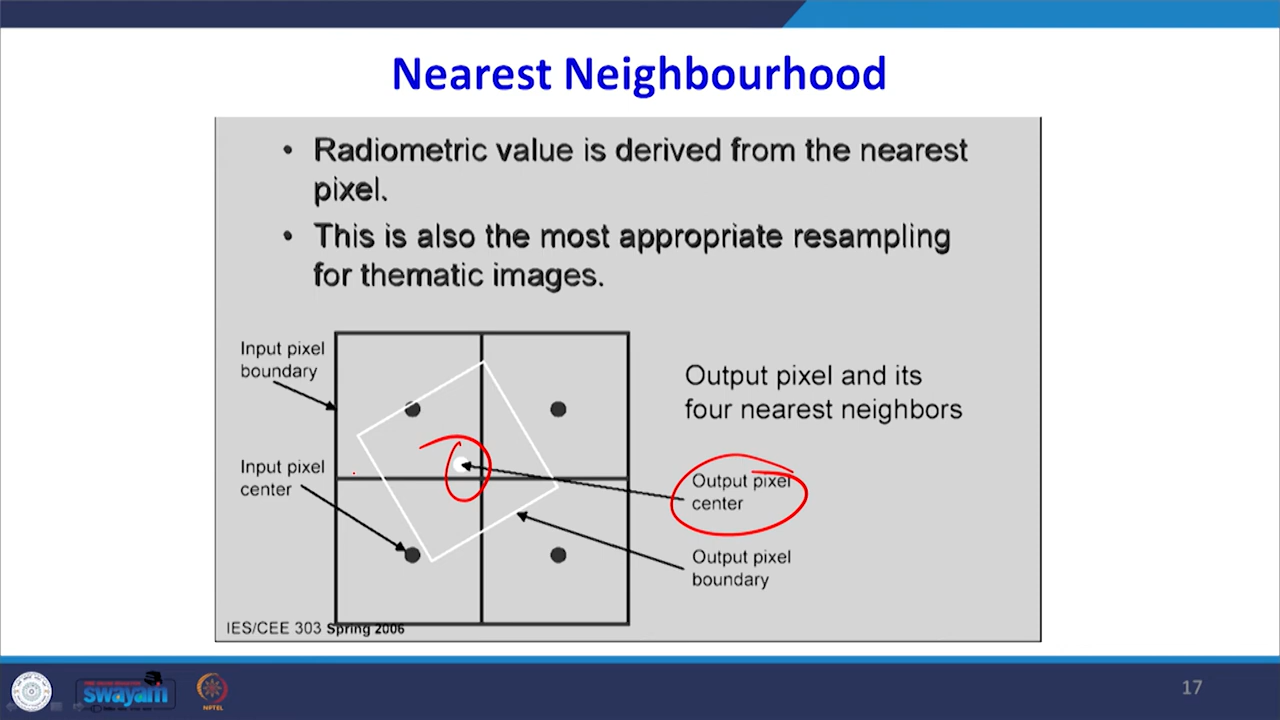 Nearest Neighbourhood
• Radiometric value is derived from the nearest
pixel.
• This is also the most appropriate resampling
for thematic images.
Input pixel
boundary
Output pixel and its
four nearest neighbors
Input pixel
center
Output pixel
center
Output pixel
boundary
IES/CEE 303 Spring 2006
swayam
NPTEL
17